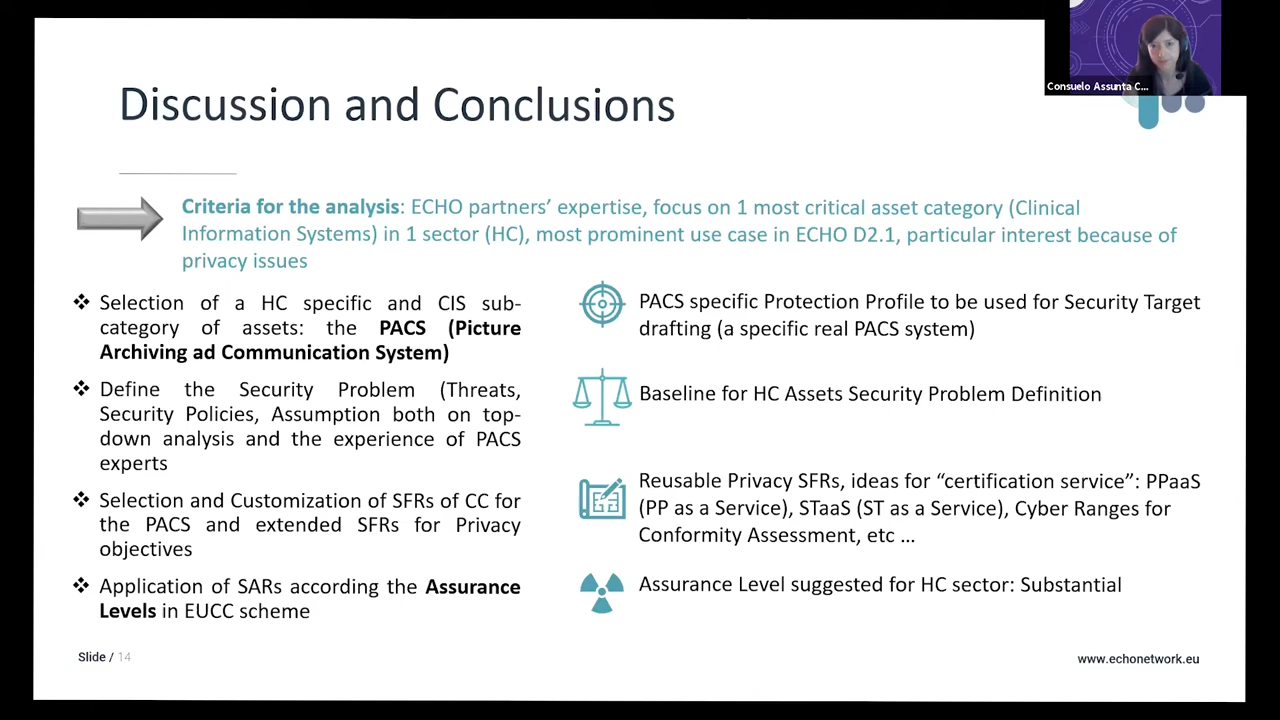 Consuelo Assunta C...
Discussion and Conclusions
Criteria for the analysis: ECHO partners’ expertise, focus on 1 most critical asset category (Clinical
Information Systems) in 1 sector (HC), most prominent use case in ECHO D2.1, particular interest because of
privacy issues
❖ Selection of a HC specific and CIS sub-
category of assets: the PACS (Picture
Archiving ad Communication System)
❖ Define the Security Problem (Threats,
Security Policies, Assumption both on top-
down analysis and the experience of PACS
experts
❖ Selection and Customization of SFRs of CC for
the PACS and extended SFRs for Privacy
objectives
❖ Application of SARs according the Assurance
Levels in EUCC scheme
PACS specific Protection Profile to be used for Security Target
drafting (a specific real PACS system)
Baseline for HC Assets Security Problem Definition
Reusable Privacy SFRs, ideas for “certification service”: PPaaS
(PP as a Service), STaaS (ST as a Service), Cyber Ranges for
Conformity Assessment, etc ...
Assurance Level suggested for HC sector: Substantial
Slide / 14
www.echonetwork.eu